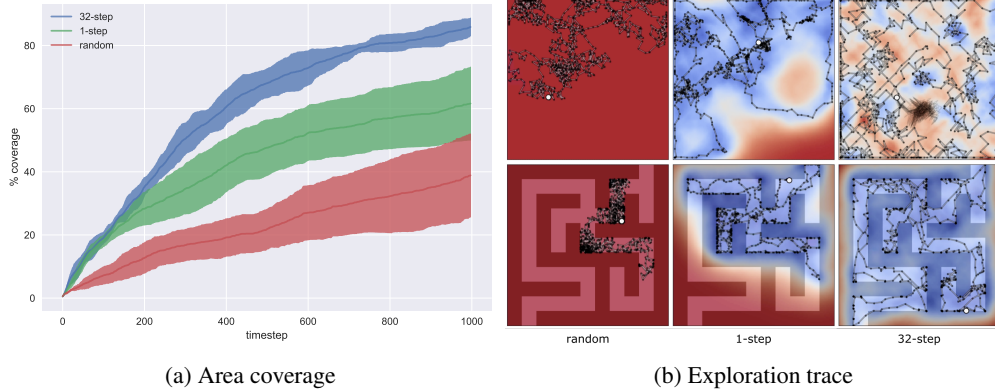 32-step
1-step
random
80
60
40
20
0
% coverage
0 200 400 600 800 1000
timestep
random 1-step 32-step
(a) Area coverage
(b) Exploration trace